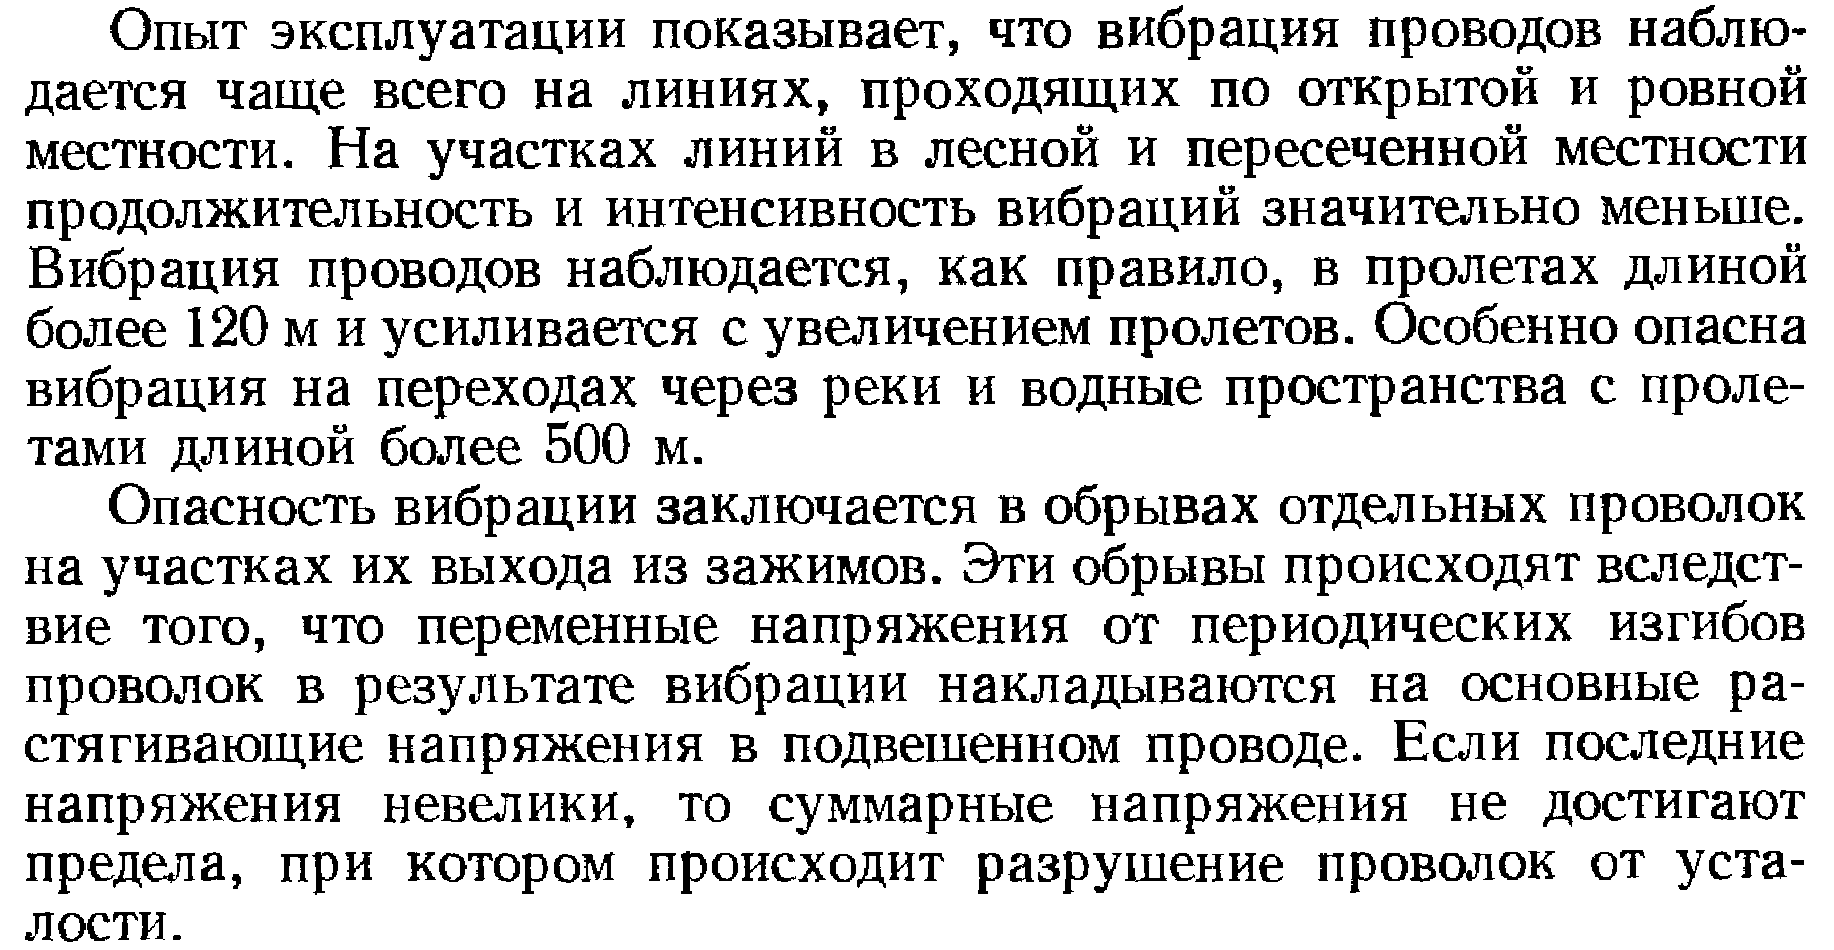 Опыт эксплуатации показывает, что вибрация проводов наблю-
дается чаще всего на линиях, проходящих по открытой и ровной
местности. На участках линий в лесной и пересеченной местности
продолжительность и интенсивность вибраций значительно меньше.
Вибрация проводов наблюдается, как правило, в пролетах длиной
более 120 м и усиливается с увеличением пролетов. Особенно опасна
вибрация на переходах через реки и водные пространства с проле-
тами длиной более 500 м.
Опасность вибрации заключается в обрывах отдельных проволок
на участках их выхода из зажимов. Эти обрывы происходят вследст-
вие того, что переменные напряжения от периодических изгибов
проволок в результате вибрации накладываются на основные ра-
стягивающие напряжения в подвешенном проводе. Если последние
напряжения невелики, то суммарные напряжения не достигают
предела, при котором происходит разрушение проволок от уста-
лости.